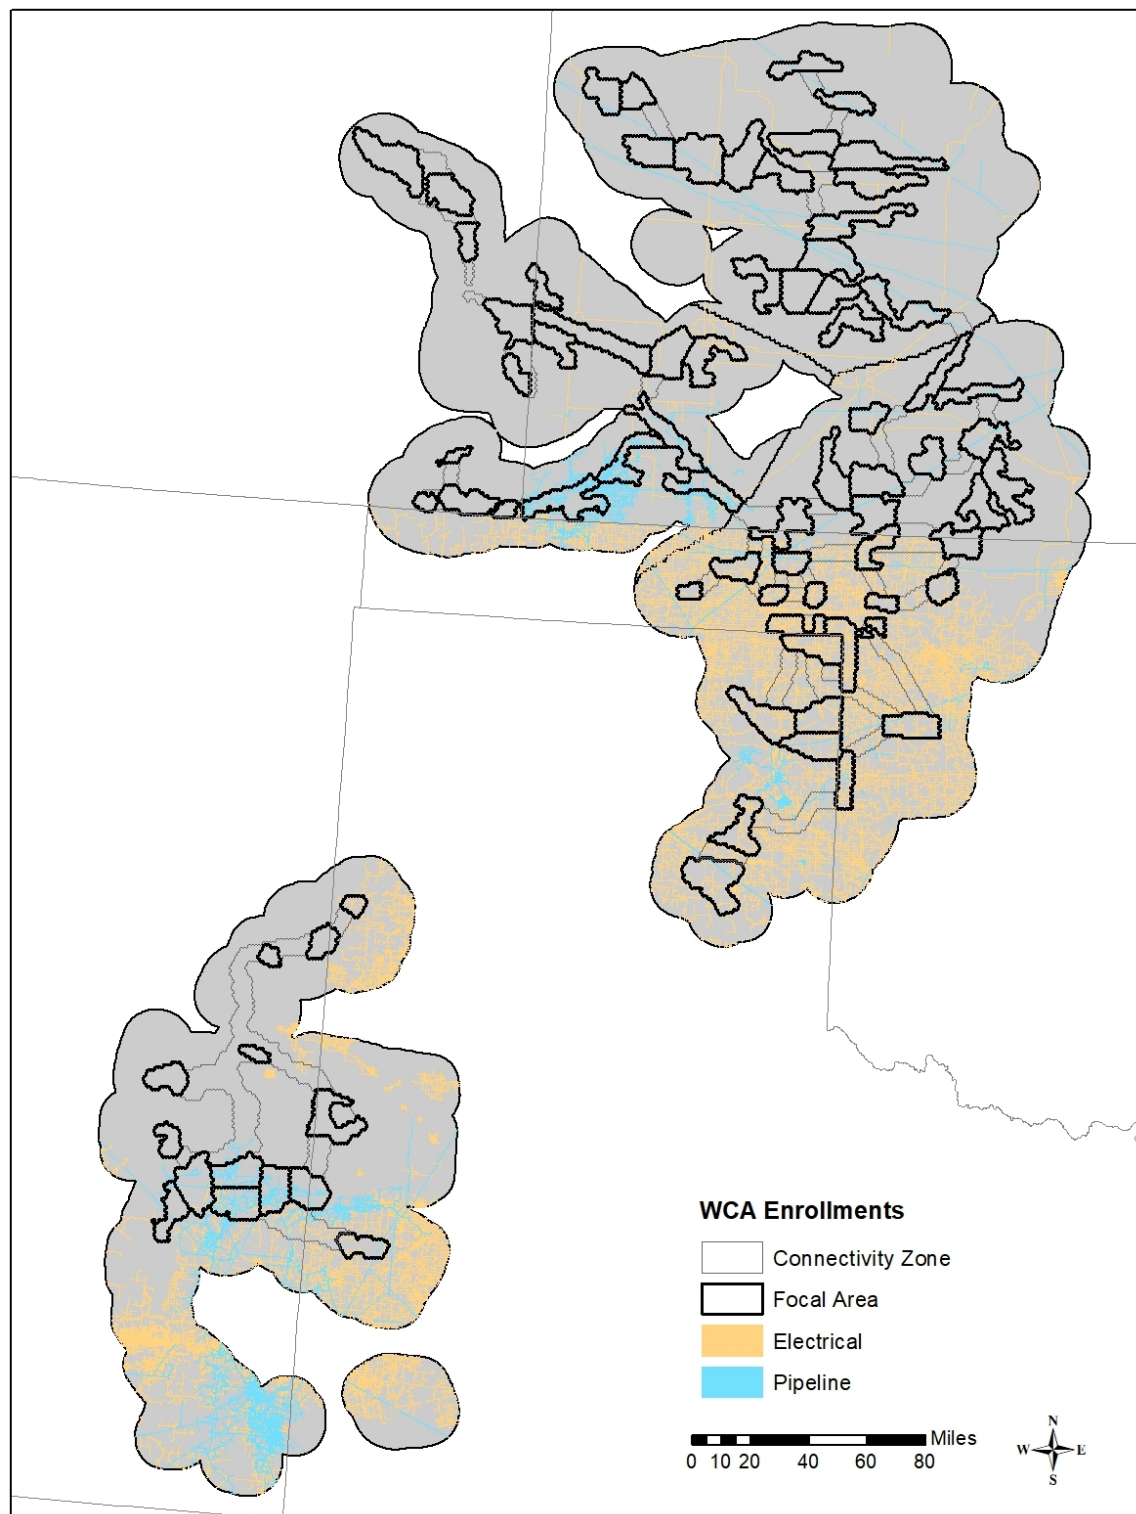 WCA Enrollments
Connectivity Zone
Focal Area
Electrical
Pipeline
Miles
0 10 20 40 60 80
N
W E
S